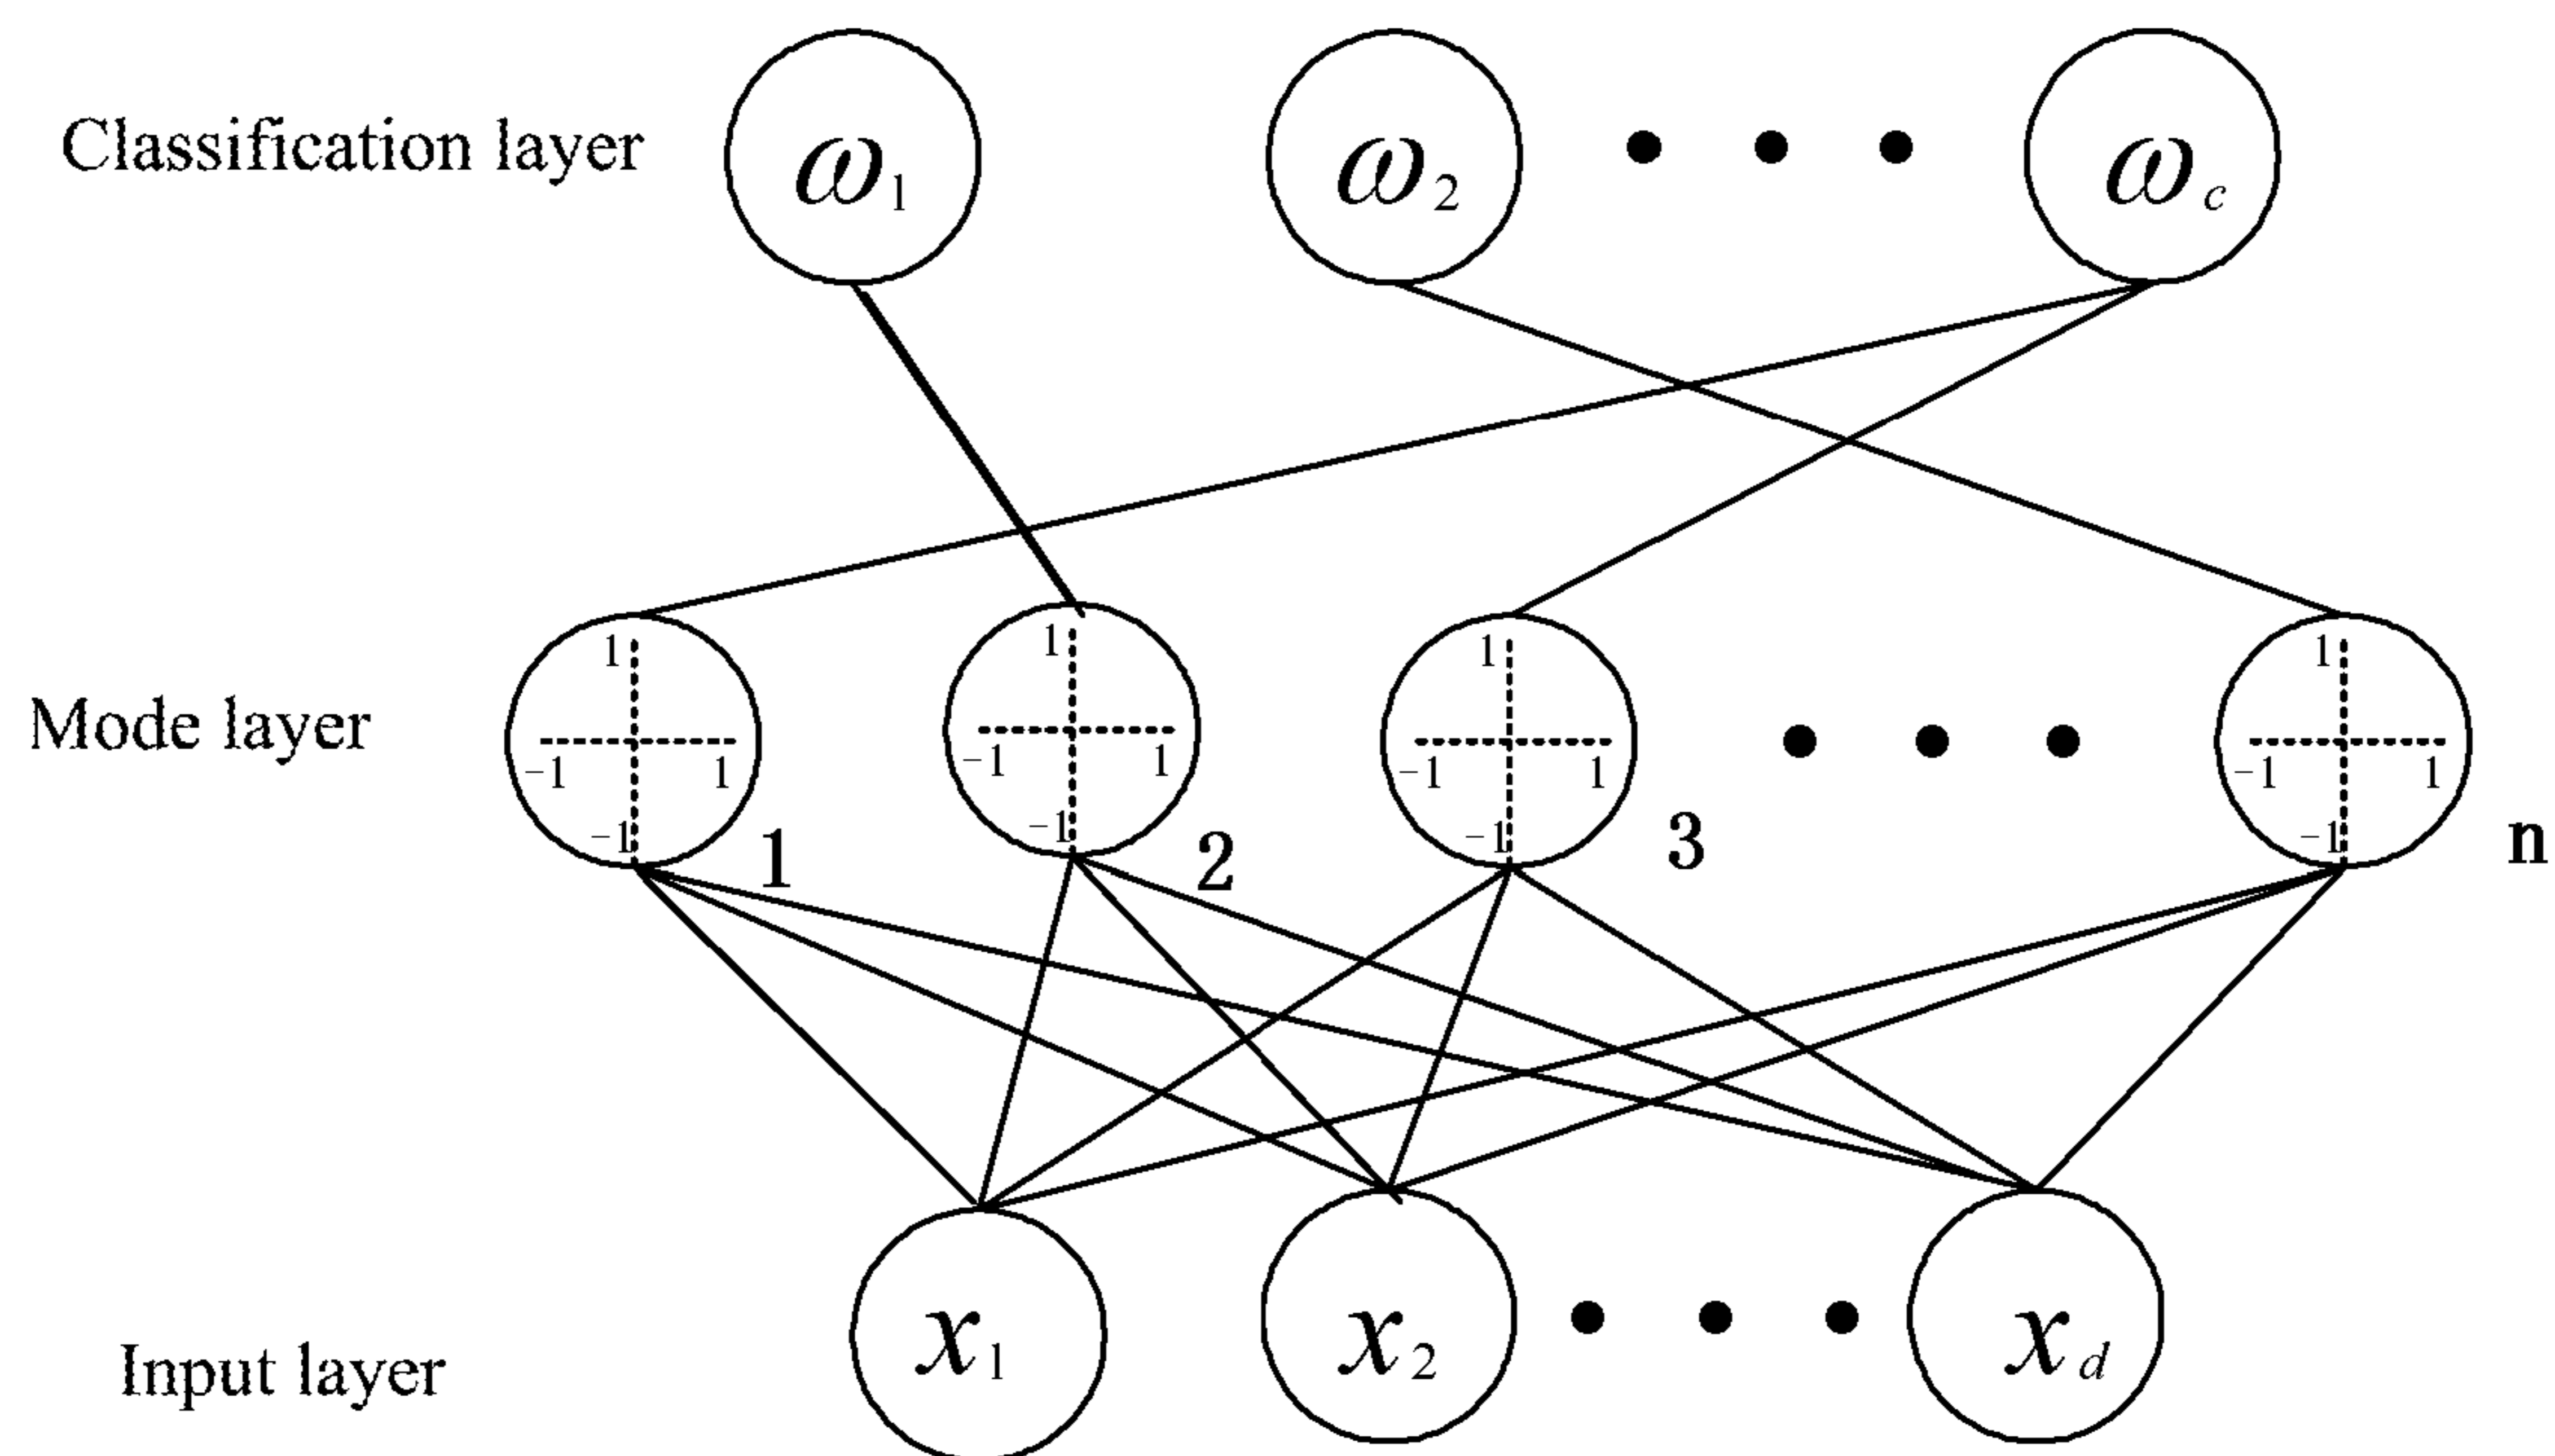 Classification layer ω1 ω2 • • • ωc
Mode layer
1 1 1 1
-1 1 -1 1 -1 1 • • • -1 1
-1 -1 -1 -1
1 2 3 n
Input layer x1 x2 • • • xd